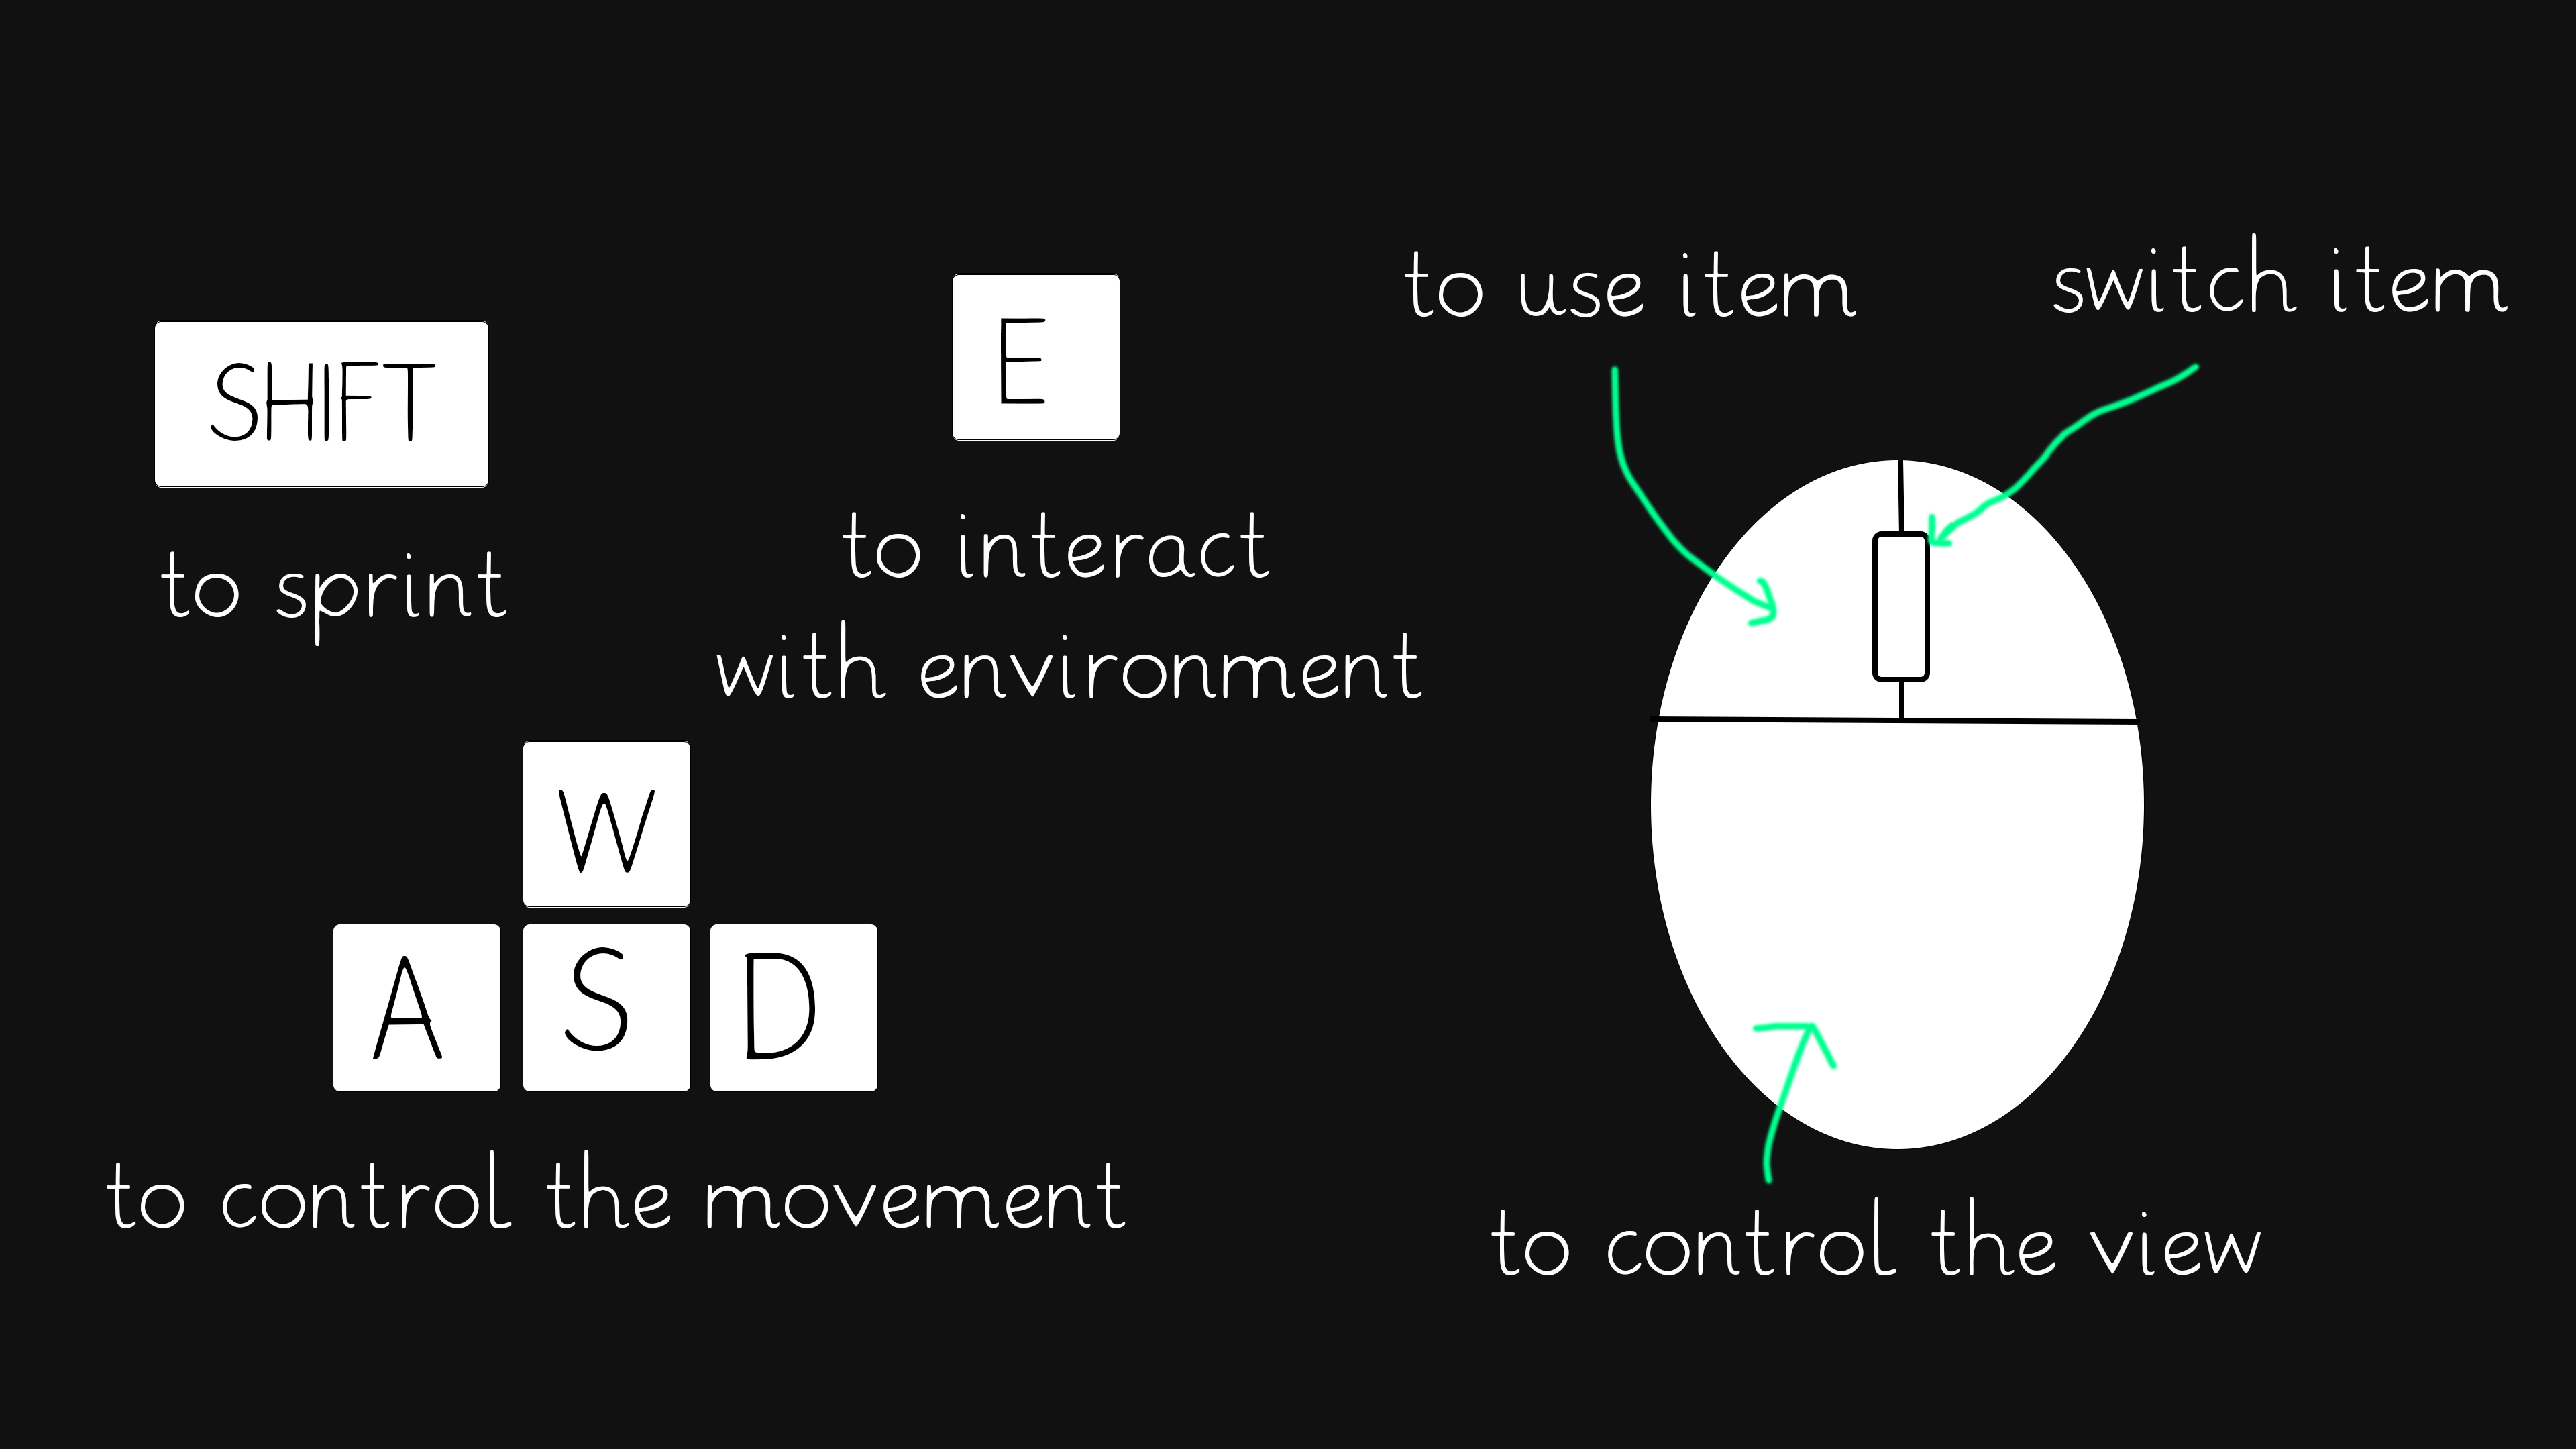 SHIFT
to sprint
E
to interact
with environment
W
A S D
to control the movement
to use item
switch item
to control the view